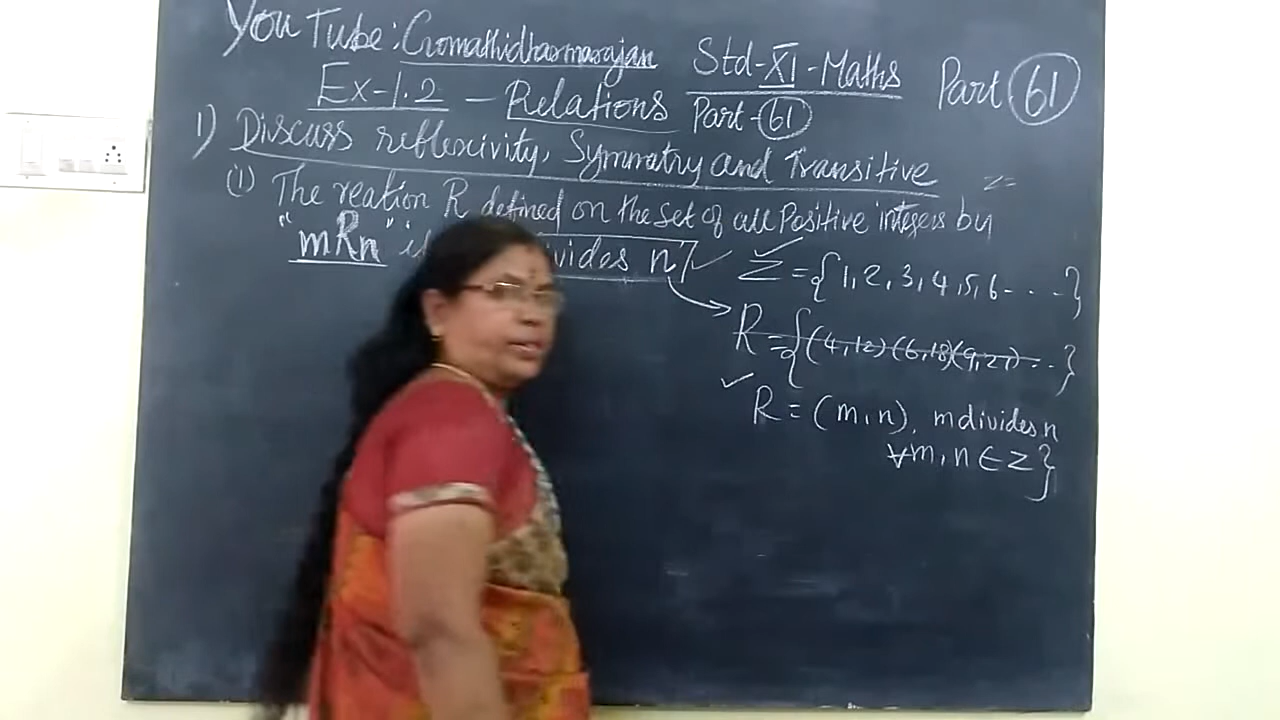 YouTube: Gomathidharmarajan Std-XI-Maths Part 61
Ex-1.2 - Relations Part-61
1) Discuss reflexivity, Symmatry and Transitive
Z=
(i) The reation R defined on the set of all Positive integers by
"mRn" is ivides n
Z = {1, 2, 3, 4, 5, 6 - - - -}
R = {(4, 12) (6, 18) (9, 27) - - - }
R = (m, n), m divides n
∀ m, n ∈ Z}